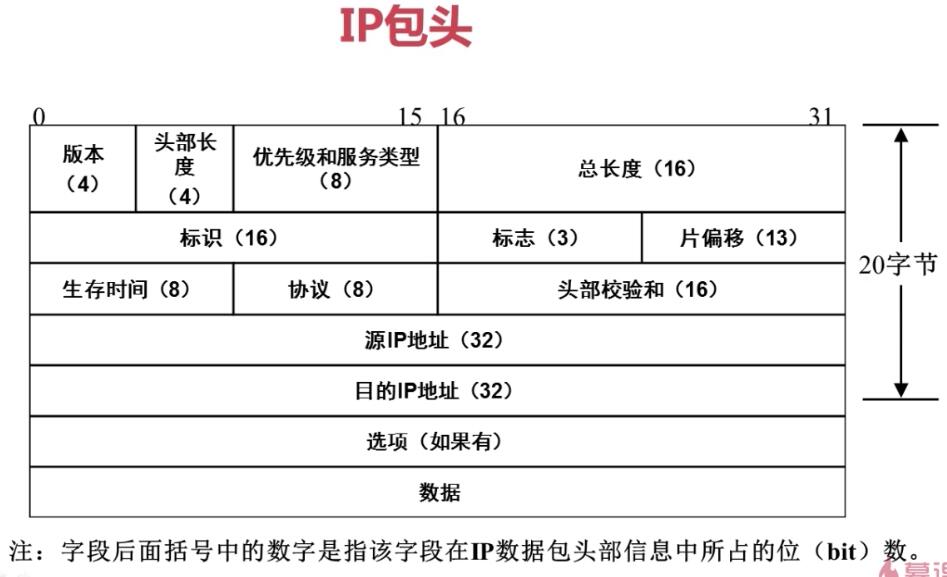 IP包头
0 15 16 31
版本
（4）
头部长
度
（4）
优先级和服务类型
（8）
总长度（16）
标识（16）
标志（3）
片偏移（13）
20字节
生存时间（8）
协议（8）
头部校验和（16）
源IP地址（32）
目的IP地址（32）
选项（如果有）
数据
注：字段后面括号中的数字是指该字段在IP数据包头部信息中所占的位（bit）数。